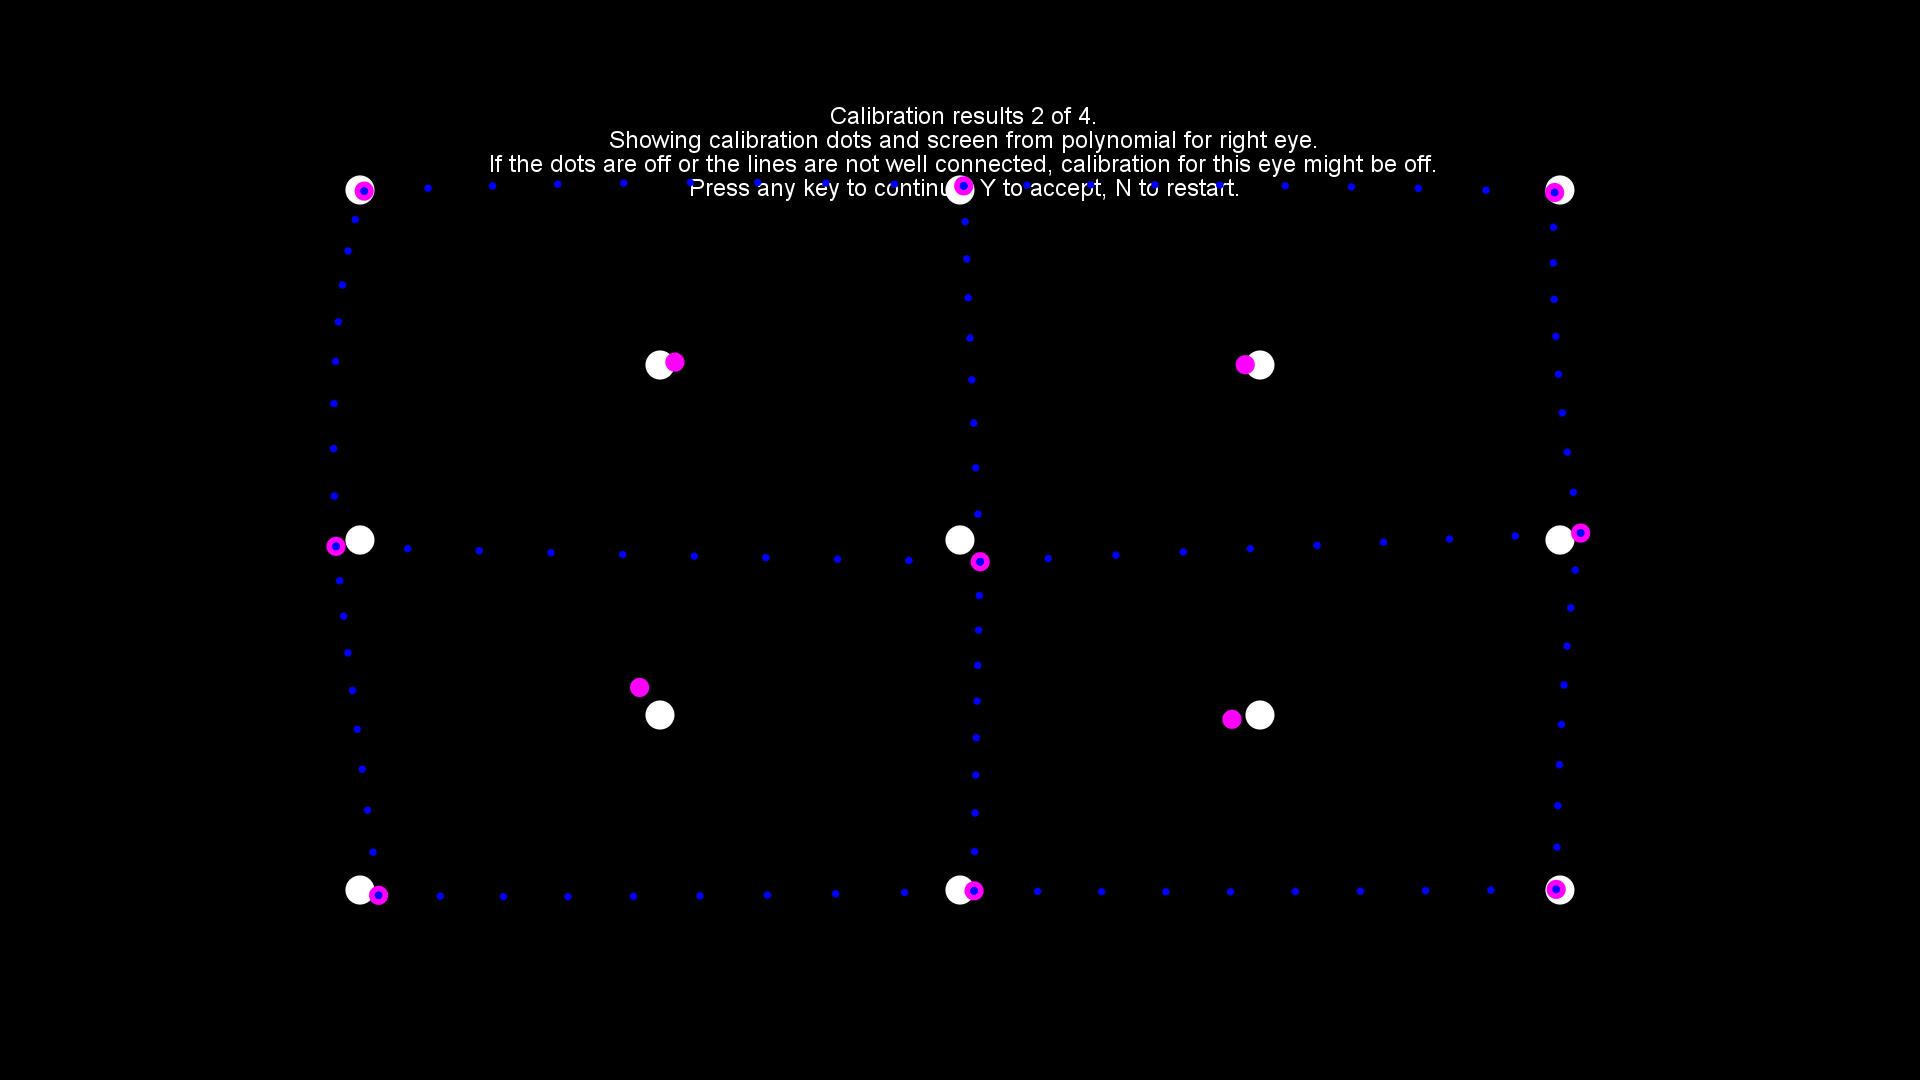 Calibration results 2 of 4.
Showing calibration dots and screen from polynomial for right eye.
If the dots are off or the lines are not well connected, calibration for this eye might be off.
Press any key to continue, Y to accept, N to restart.